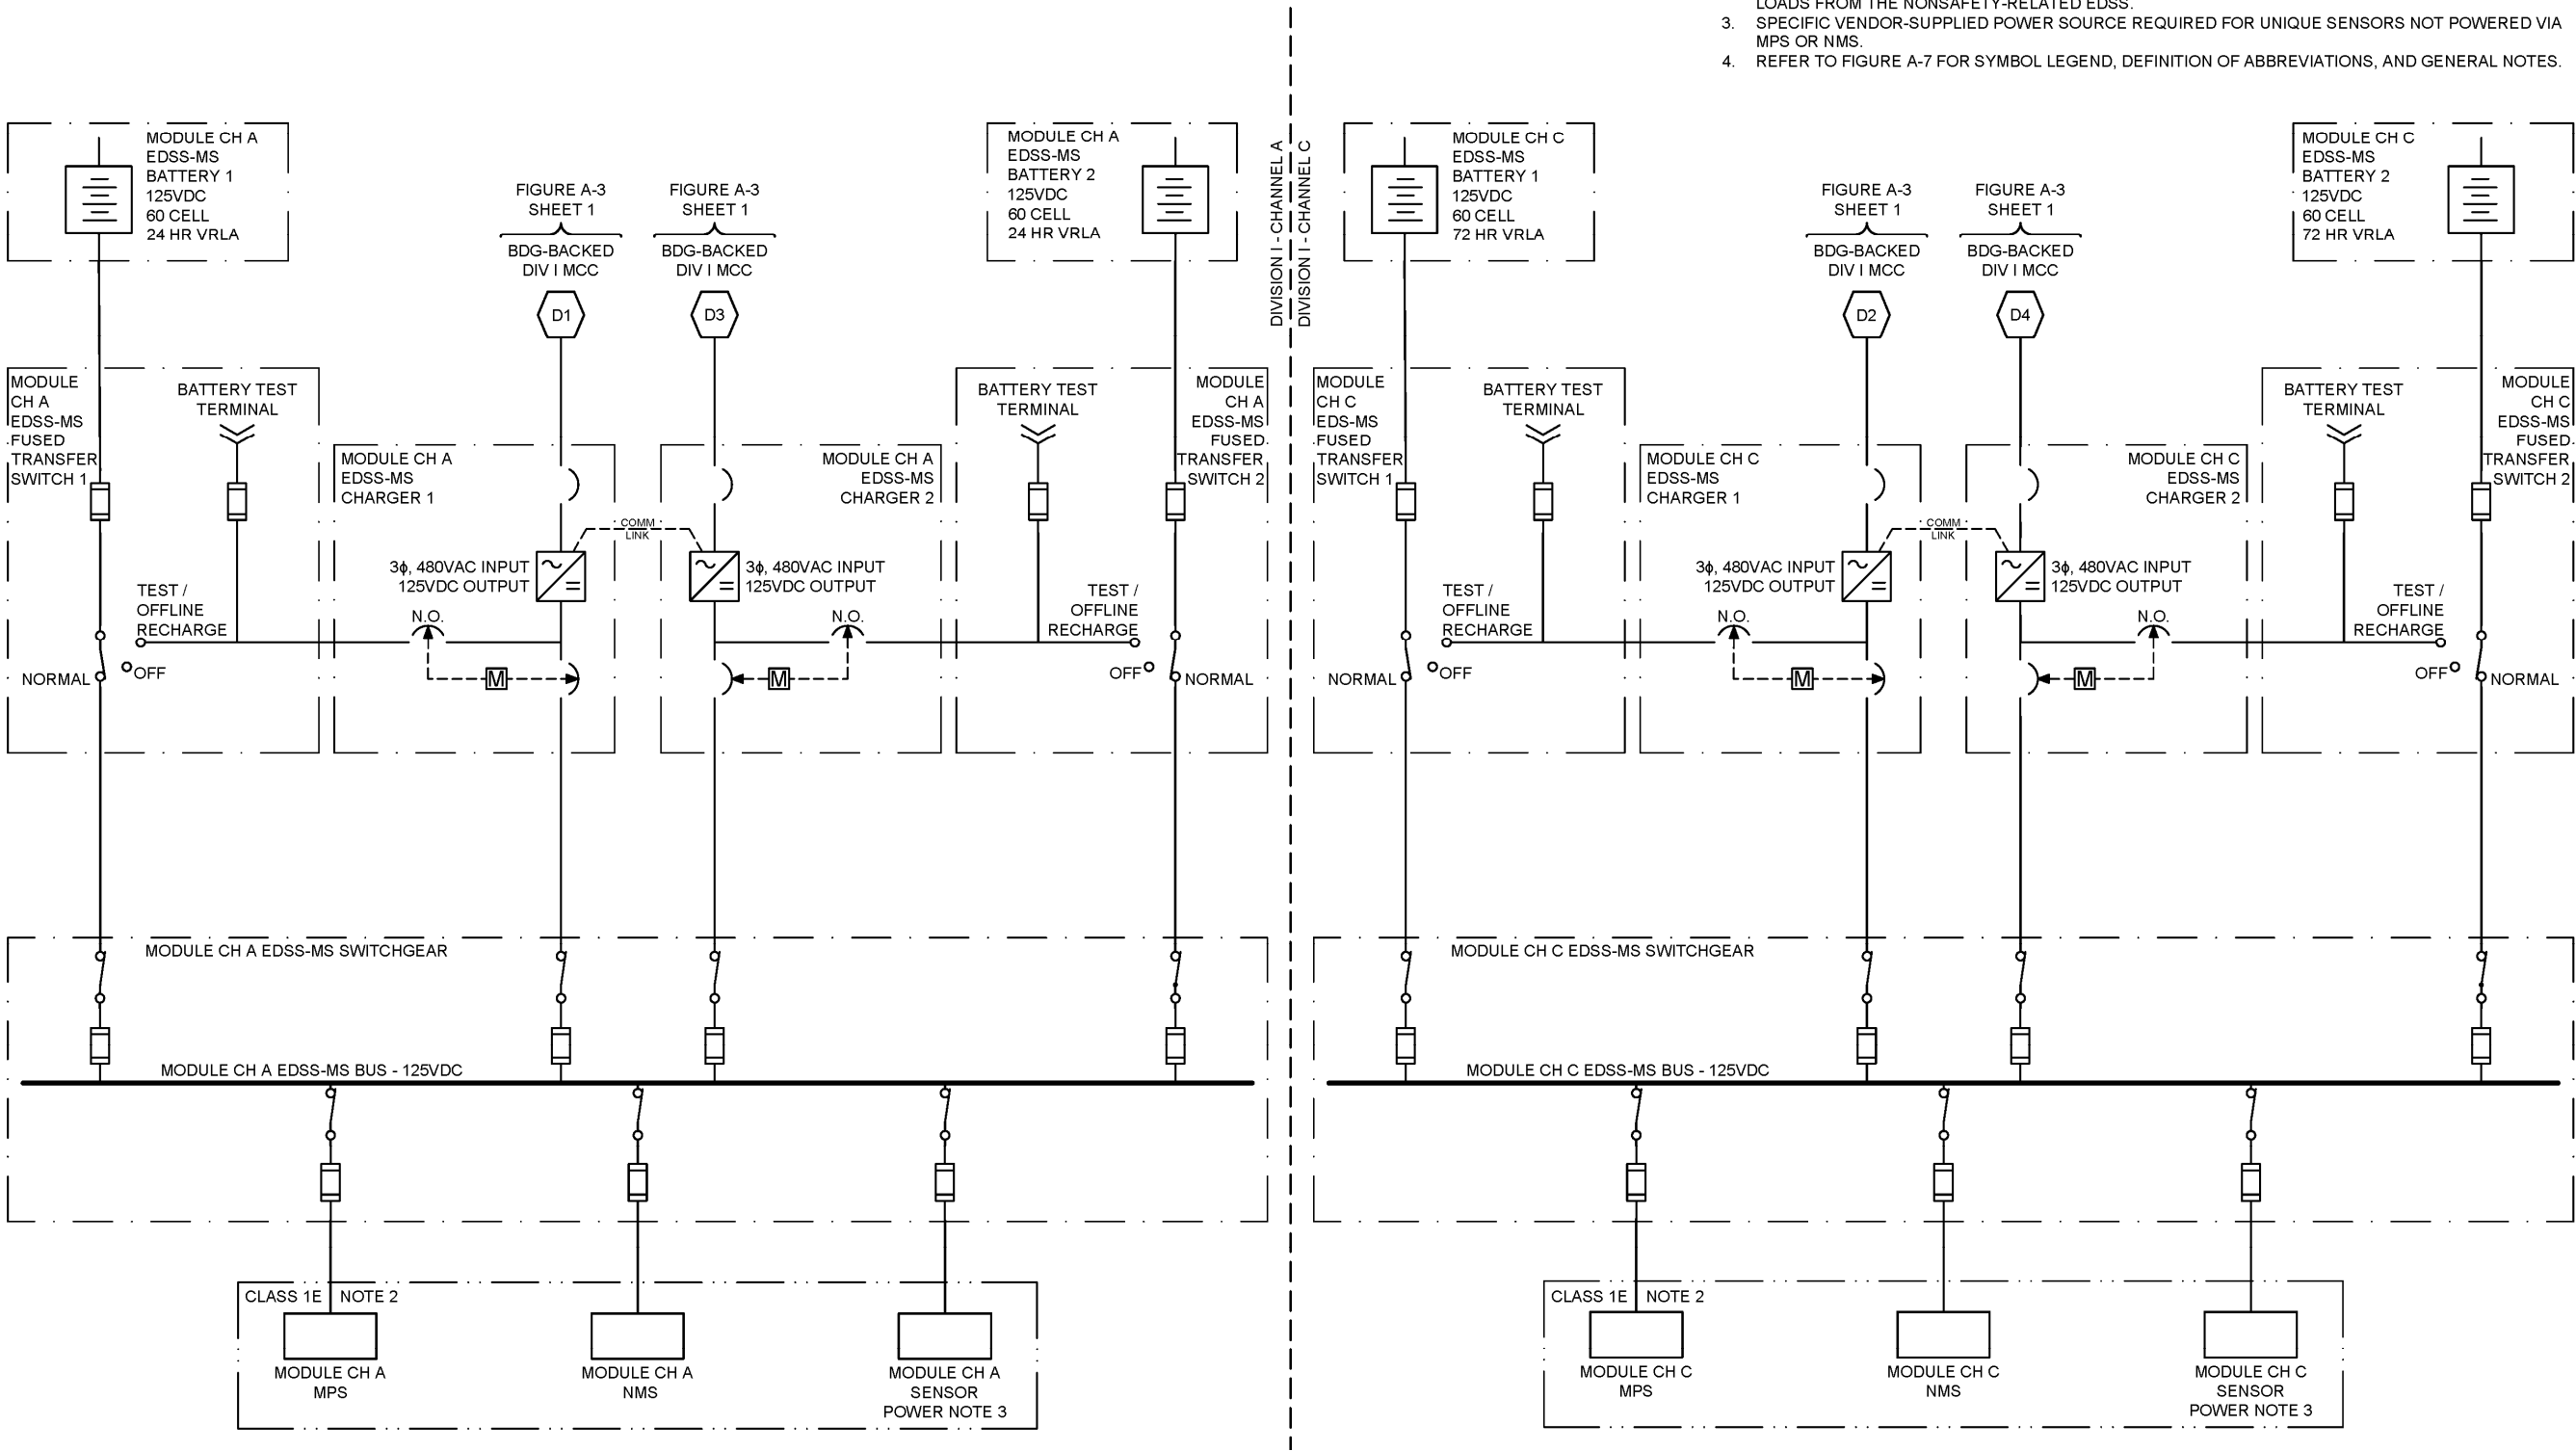 LOADS FROM THE NONSAFETY-RELATED EDSS.
3. SPECIFIC VENDOR-SUPPLIED POWER SOURCE REQUIRED FOR UNIQUE SENSORS NOT POWERED VIA
MPS OR NMS.
4. REFER TO FIGURE A-7 FOR SYMBOL LEGEND, DEFINITION OF ABBREVIATIONS, AND GENERAL NOTES.
MODULE CH A
EDSS-MS
BATTERY 1
125VDC
60 CELL
24 HR VRLA
FIGURE A-3
SHEET 1
BDG-BACKED
DIV I MCC
D1
FIGURE A-3
SHEET 1
BDG-BACKED
DIV I MCC
D3
MODULE CH A
EDSS-MS
BATTERY 2
125VDC
60 CELL
24 HR VRLA
DIVISION I - CHANNEL A
DIVISION I - CHANNEL C
MODULE CH C
EDSS-MS
BATTERY 1
125VDC
60 CELL
72 HR VRLA
FIGURE A-3
SHEET 1
BDG-BACKED
DIV I MCC
D2
FIGURE A-3
SHEET 1
BDG-BACKED
DIV I MCC
D4
MODULE CH C
EDSS-MS
BATTERY 2
125VDC
60 CELL
72 HR VRLA
MODULE
CH A
EDSS-MS
FUSED
TRANSFER
SWITCH 1
BATTERY TEST
TERMINAL
TEST /
OFFLINE
RECHARGE
OFF
NORMAL
MODULE CH A
EDSS-MS
CHARGER 1
3ϕ, 480VAC INPUT
125VDC OUTPUT
N.O.
M
COMM
LINK
MODULE CH A
EDSS-MS
CHARGER 2
3ϕ, 480VAC INPUT
125VDC OUTPUT
N.O.
M
BATTERY TEST
TERMINAL
MODULE
CH A
EDSS-MS
FUSED
TRANSFER
SWITCH 2
TEST /
OFFLINE
RECHARGE
OFF
NORMAL
MODULE
CH C
EDS-MS
FUSED
TRANSFER
SWITCH 1
BATTERY TEST
TERMINAL
TEST /
OFFLINE
RECHARGE
OFF
NORMAL
MODULE CH C
EDSS-MS
CHARGER 1
3ϕ, 480VAC INPUT
125VDC OUTPUT
N.O.
M
COMM
LINK
MODULE CH C
EDSS-MS
CHARGER 2
3ϕ, 480VAC INPUT
125VDC OUTPUT
N.O.
M
BATTERY TEST
TERMINAL
MODULE
CH C
EDSS-MS
FUSED
TRANSFER
SWITCH 2
TEST /
OFFLINE
RECHARGE
OFF
NORMAL
MODULE CH A EDSS-MS SWITCHGEAR
MODULE CH A EDSS-MS BUS - 125VDC
MODULE CH C EDSS-MS SWITCHGEAR
MODULE CH C EDSS-MS BUS - 125VDC
CLASS 1E NOTE 2
MODULE CH A
MPS
MODULE CH A
NMS
MODULE CH A
SENSOR
POWER NOTE 3
CLASS 1E NOTE 2
MODULE CH C
MPS
MODULE CH C
NMS
MODULE CH C
SENSOR
POWER NOTE 3